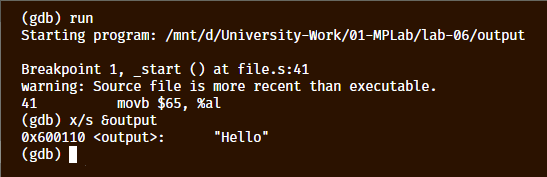 (gdb) run
Starting program: /mnt/d/University-Work/01-MPLab/lab-06/output
Breakpoint 1, _start () at file.s:41
warning: Source file is more recent than executable.
41          movb $65, %al
(gdb) x/s &output
0x600110 <output>:      "Hello"
(gdb)